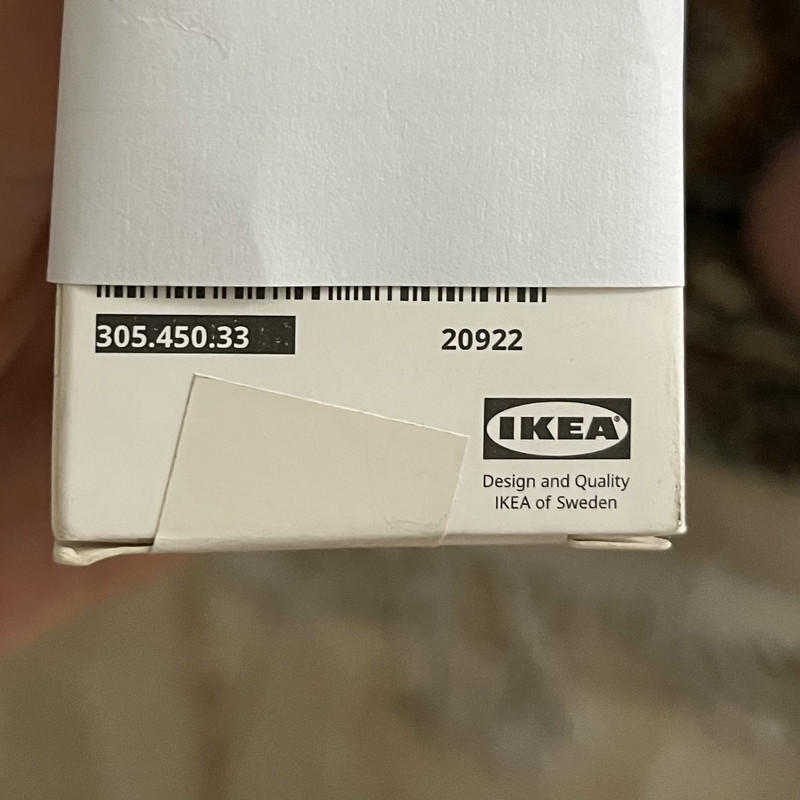 305.450.33 20922
IKEA®
Design and Quality
IKEA of Sweden